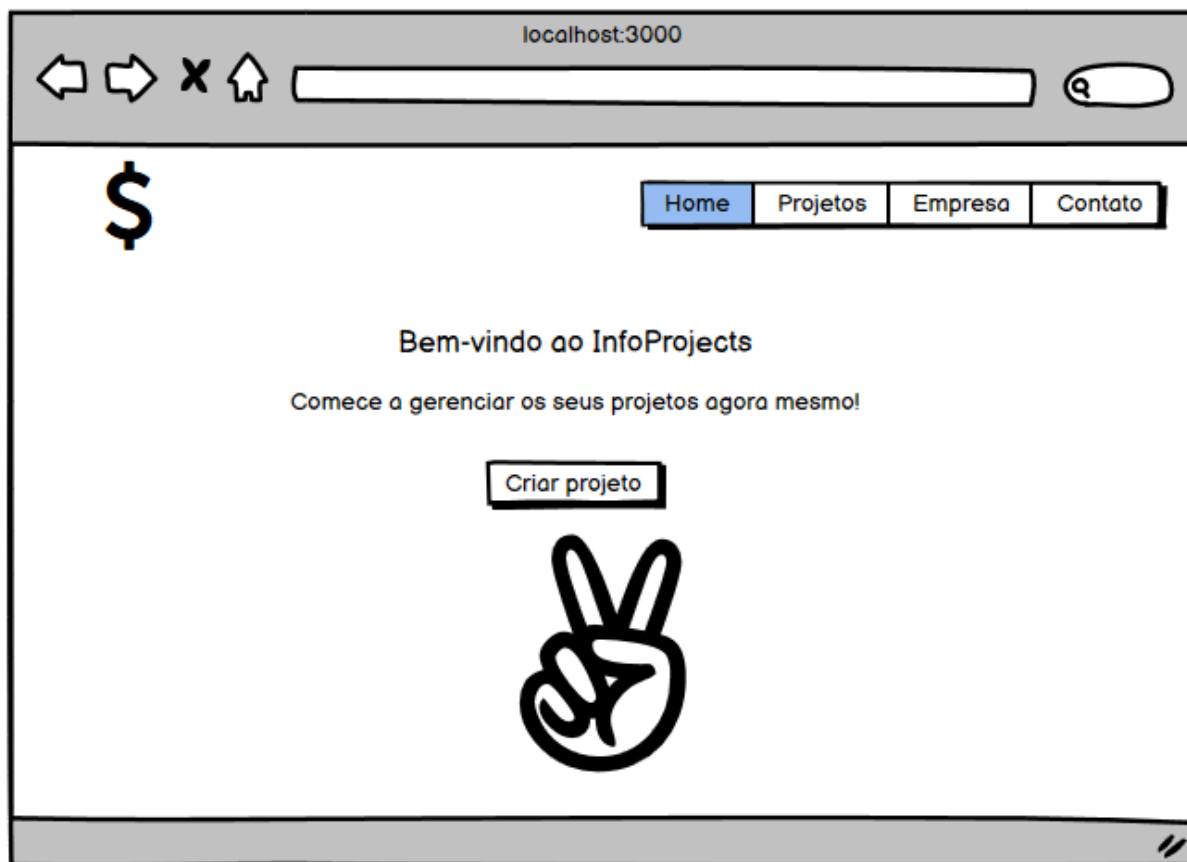 localhost:3000
$
Home Projetos Empresa Contato
Bem-vindo ao InfoProjects
Comece a gerenciar os seus projetos agora mesmo!
Criar projeto